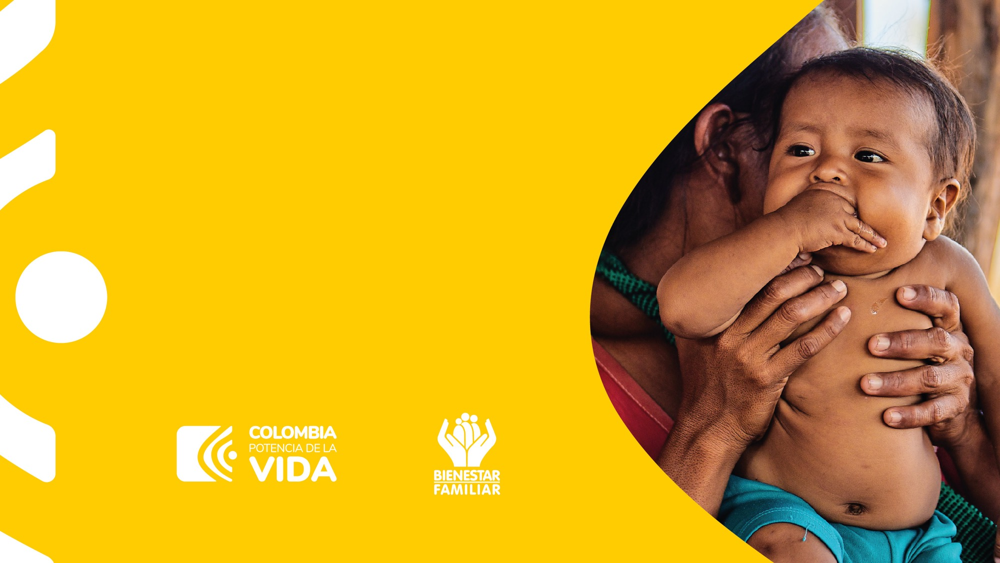 COLOMBIA
POTENCIA DE LA
VIDA
BIENESTAR
FAMILIAR